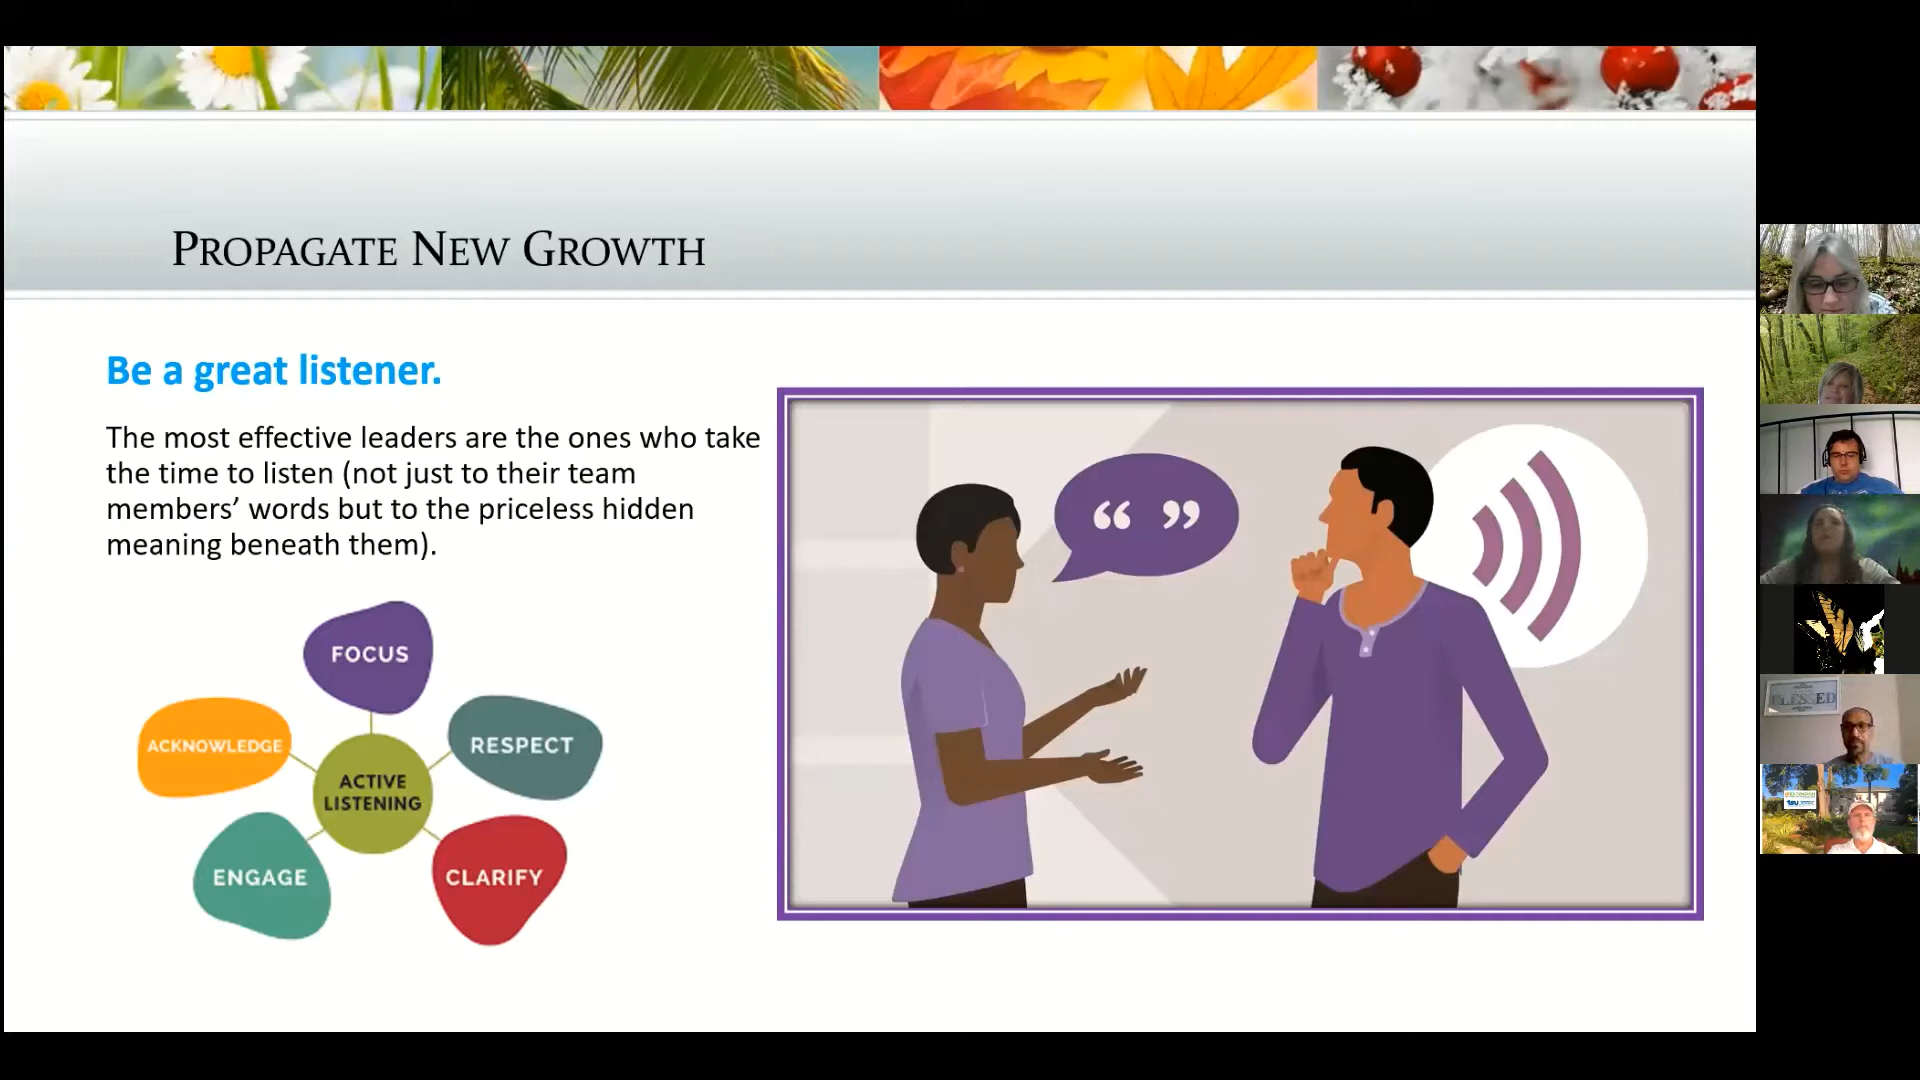 PROPAGATE NEW GROWTH
Be a great listener.
The most effective leaders are the ones who take
the time to listen (not just to their team
members’ words but to the priceless hidden
meaning beneath them).
FOCUS
ACKNOWLEDGE
RESPECT
ACTIVE
LISTENING
ENGAGE
CLARIFY
“ ”
BLESSED